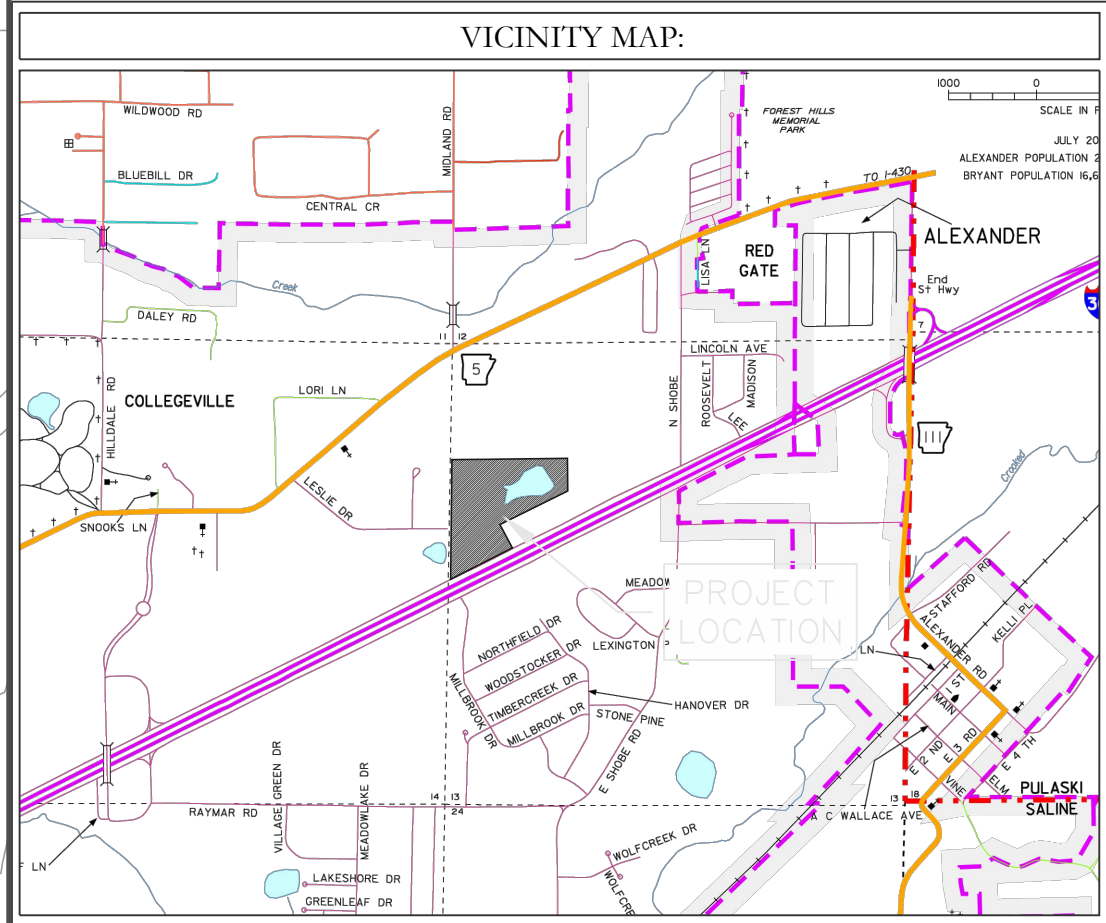 VICINITY MAP:
WILDWOOD RD
BLUEBILL DR
CENTRAL CR
MIDLAND RD
FOREST HILLS
MEMORIAL
PARK
1000 0
SCALE IN F
JULY 20
ALEXANDER POPULATION 2
BRYANT POPULATION 16,6
TO I-430
ALEXANDER
RED
GATE
LISA LN
End
St Hwy
7
3
Creek
DALEY RD
11 12
5
LINCOLN AVE
N SHOBE
ROOSEVELT
MADISON
LEE
LORI LN
COLLEGEVILLE
HILLDALE RD
111
Crooked
LESLIE DR
SNOOKS LN
PROJECT
LOCATION
MEADOW
LEXINGTON P
LN
STAFFORD RD
KELLI PL
ALEXANDER RD
1 ST
MAIN
E 2 ND
E 3 RD
E 4 TH
VINE
ELM
NORTHFIELD DR
WOODSTOCKER DR
TIMBERCREEK DR
MILLBROOK DR
MILLBROOK DR
HANOVER DR
STONE PINE
E SHOBE RD
VILLAGE GREEN DR
MEADOWLAKE DR
RAYMAR RD
14 13
24
13 18
A C WALLACE AVE
PULASKI
SALINE
F LN
LAKESHORE DR
GREENLEAF DR
WOLFCREEK DR
WOLFCRE